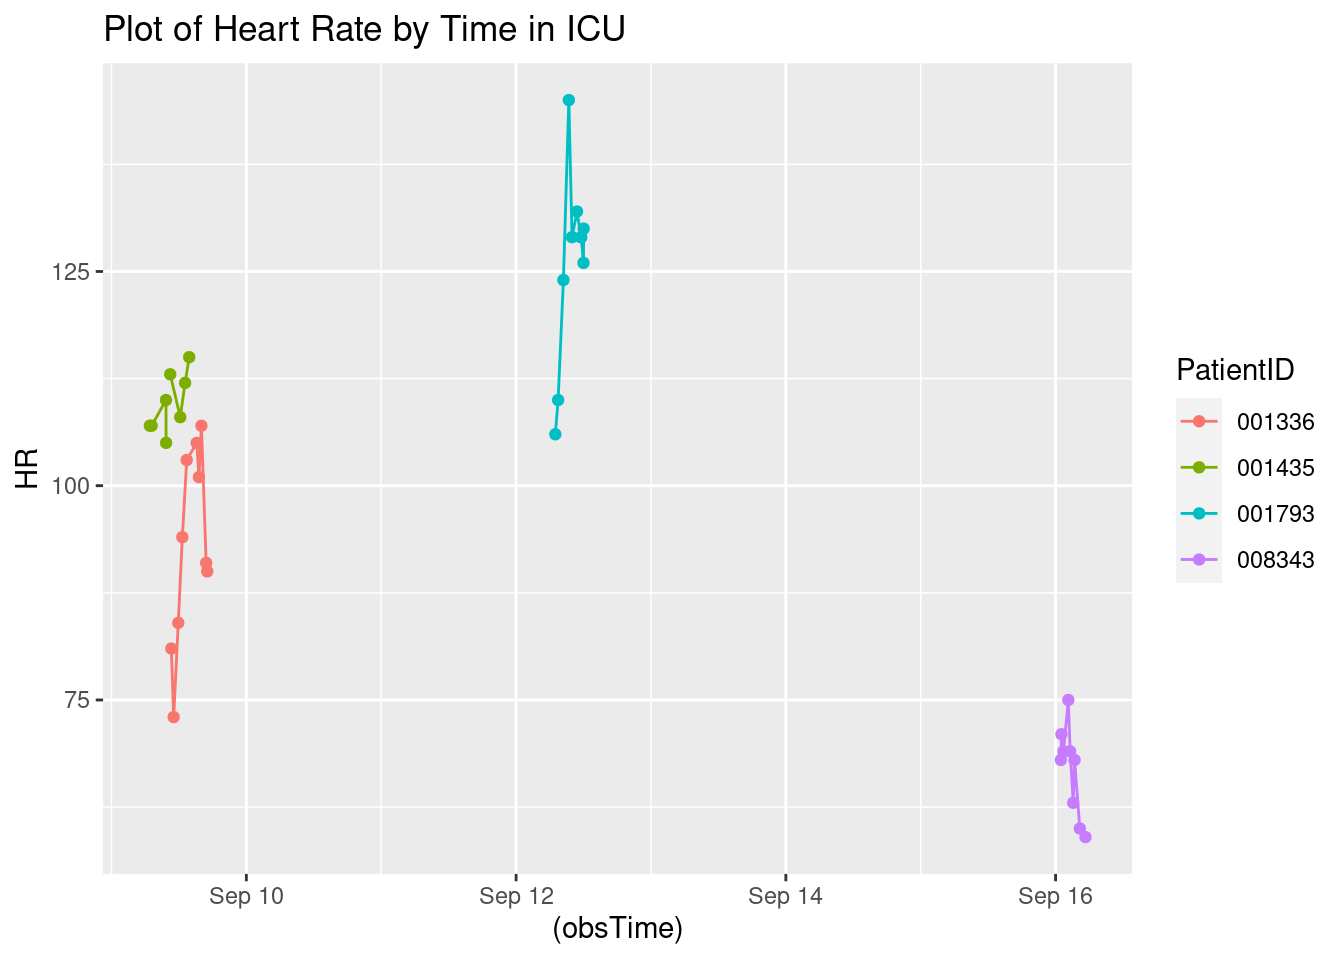 Plot of Heart Rate by Time in ICU
HR
125
100
75
Sep 10
Sep 12
Sep 14
Sep 16
(obsTime)
PatientID
001336
001435
001793
008343